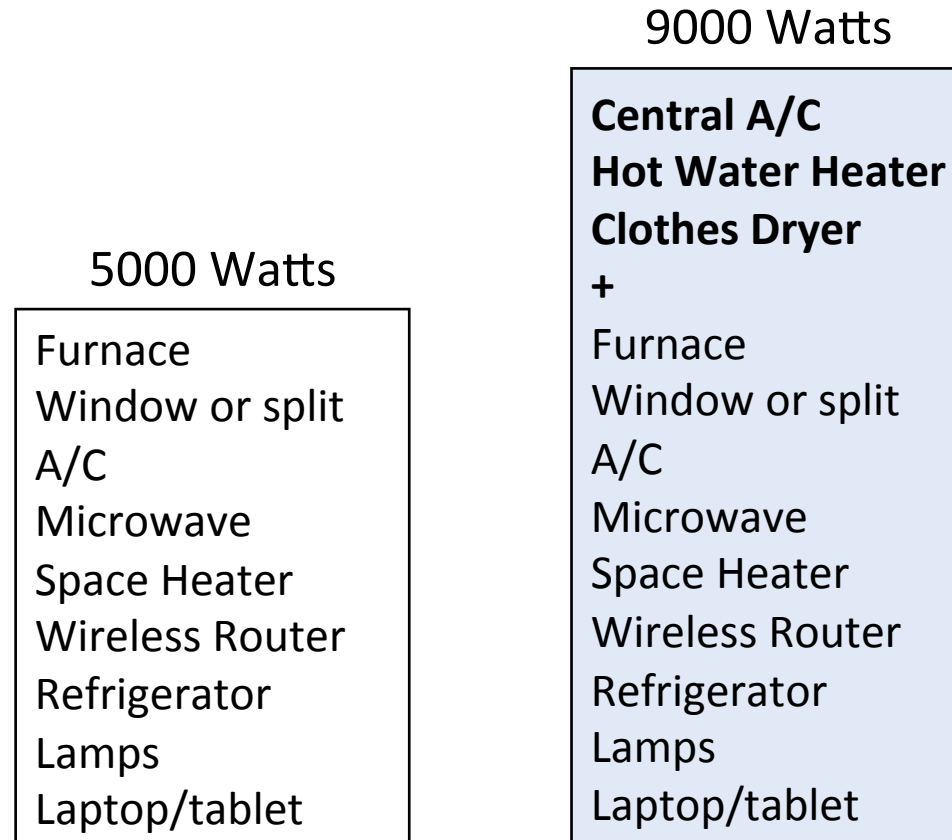 5000 Watts
Furnace
Window or split
A/C
Microwave
Space Heater
Wireless Router
Refrigerator
Lamps
Laptop/tablet
9000 Watts
Central A/C
Hot Water Heater
Clothes Dryer
+
Furnace
Window or split
A/C
Microwave
Space Heater
Wireless Router
Refrigerator
Lamps
Laptop/tablet